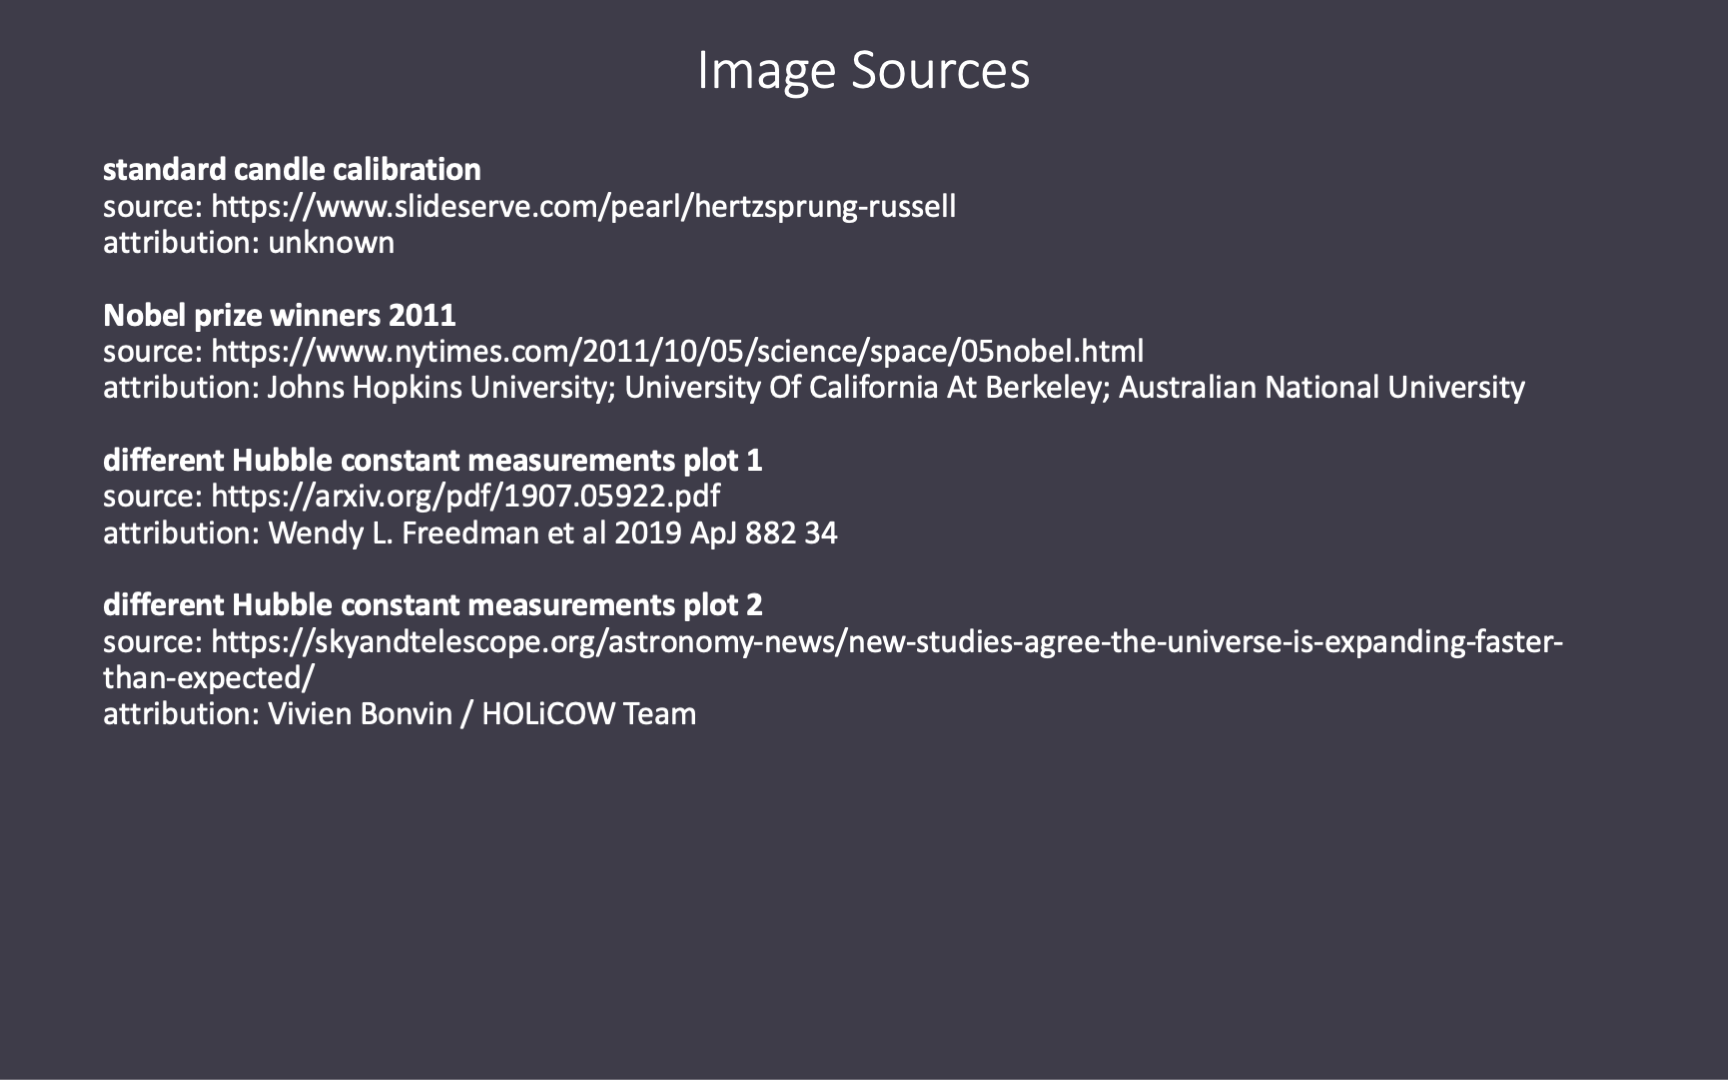 Image Sources
standard candle calibration
source: https://www.slideserve.com/pearl/hertzsprung-russell
attribution: unknown
Nobel prize winners 2011
source: https://www.nytimes.com/2011/10/05/science/space/05nobel.html
attribution: Johns Hopkins University; University Of California At Berkeley; Australian National University
different Hubble constant measurements plot 1
source: https://arxiv.org/pdf/1907.05922.pdf
attribution: Wendy L. Freedman et al 2019 ApJ 882 34
different Hubble constant measurements plot 2
source: https://skyandtelescope.org/astronomy-news/new-studies-agree-the-universe-is-expanding-faster-
than-expected/
attribution: Vivien Bonvin / HOLiCOW Team